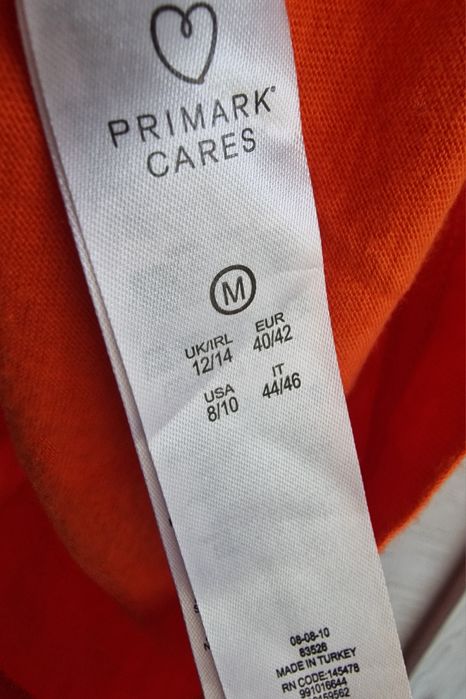 PRIMARK®
CARES
M
UK/IRL EUR
12/14 40/42
USA IT
8/10 44/46
08-08-10
83528
MADE IN TURKEY
RN CODE:145478
991016644